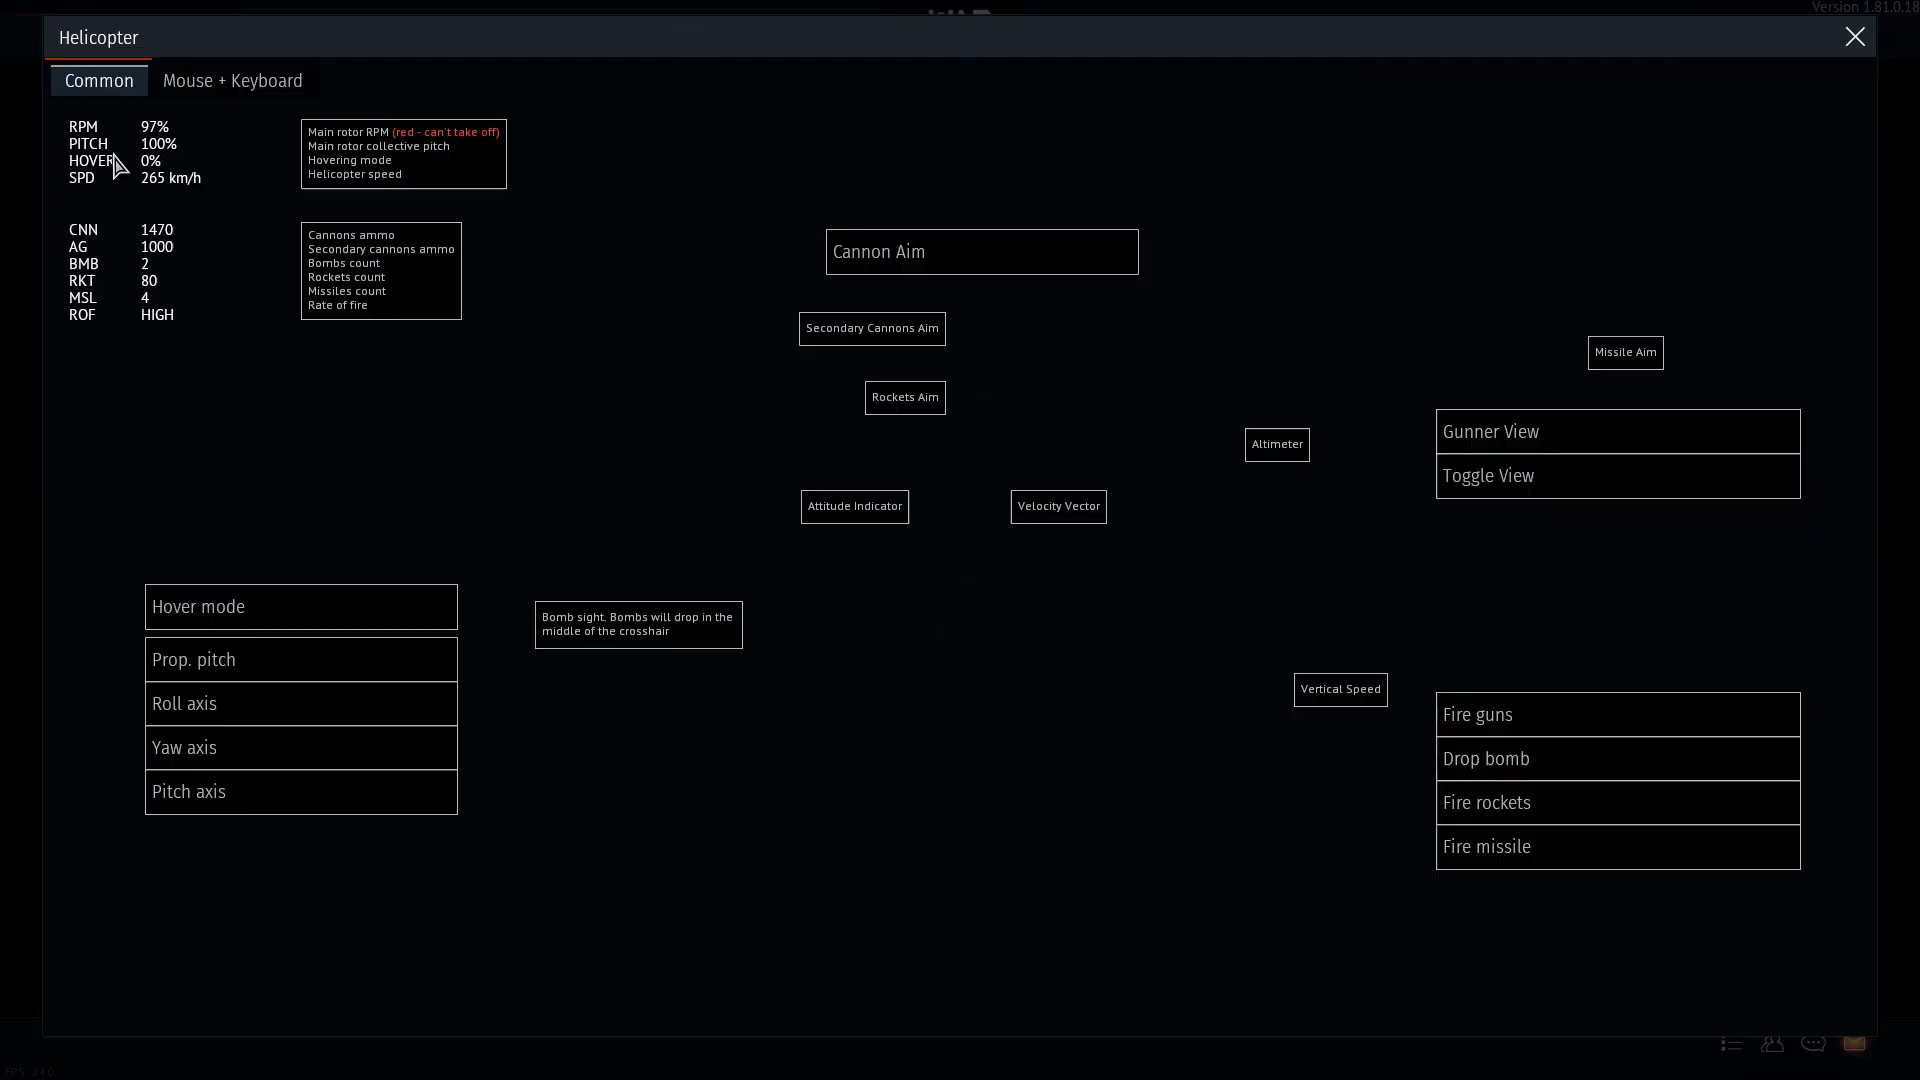 Version 1.81.0.18
Helicopter
Common
Mouse + Keyboard
RPM 97%
PITCH 100%
HOVER 0%
SPD 265 km/h
Main rotor RPM (red - can't take off)
Main rotor collective pitch
Hovering mode
Helicopter speed
CNN 1470
AG 1000
BMB 2
RKT 80
MSL 4
ROF HIGH
Cannons ammo
Secondary cannons ammo
Bombs count
Rockets count
Missiles count
Rate of fire
Cannon Aim
Secondary Cannons Aim
Missile Aim
Rockets Aim
Gunner View
Altimeter
Toggle View
Attitude Indicator
Velocity Vector
Hover mode
Bomb sight. Bombs will drop in the
middle of the crosshair
Prop. pitch
Roll axis
Yaw axis
Pitch axis
Vertical Speed
Fire guns
Drop bomb
Fire rockets
Fire missile
FPS 240